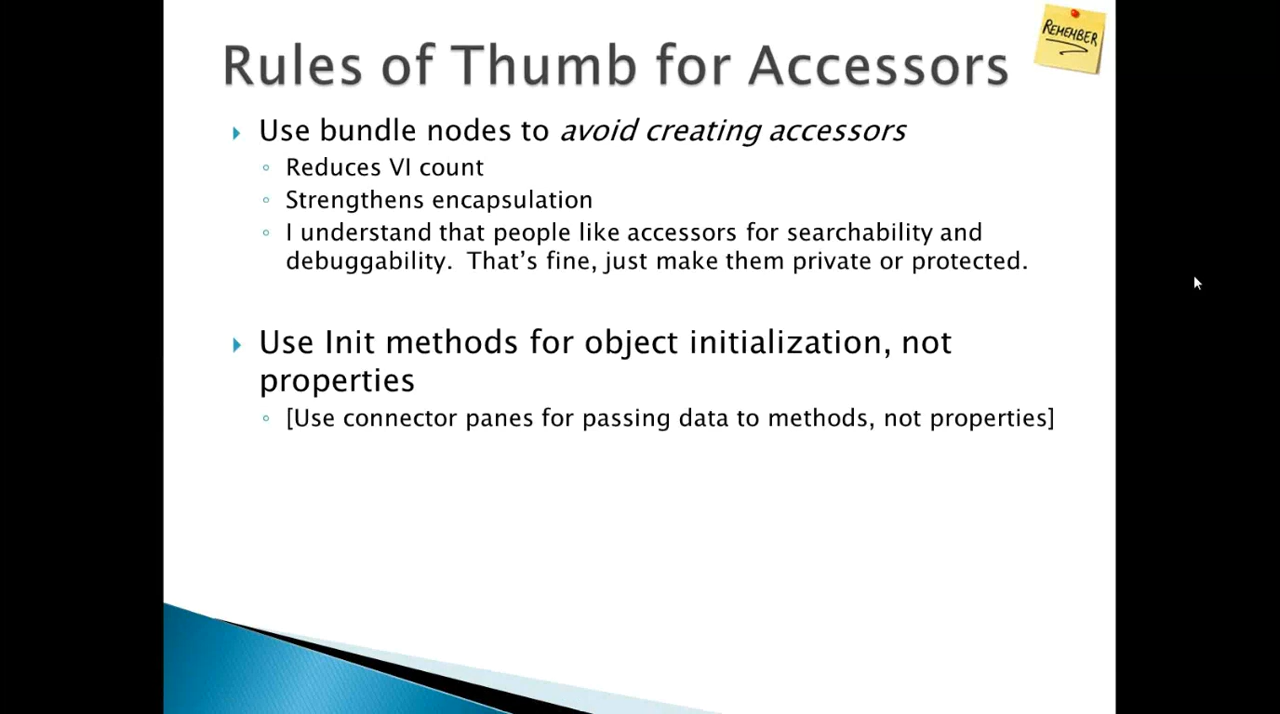 REMEMBER
Rules of Thumb for Accessors
Use bundle nodes to avoid creating accessors
Reduces VI count
Strengthens encapsulation
I understand that people like accessors for searchability and
debuggability.  That’s fine, just make them private or protected.
Use Init methods for object initialization, not
properties
[Use connector panes for passing data to methods, not properties]